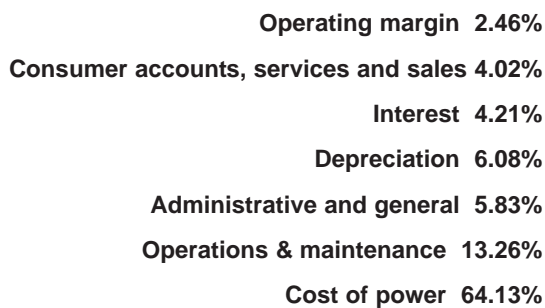 Operating margin 2.46%
Consumer accounts, services and sales 4.02%
Interest 4.21%
Depreciation 6.08%
Administrative and general 5.83%
Operations & maintenance 13.26%
Cost of power 64.13%